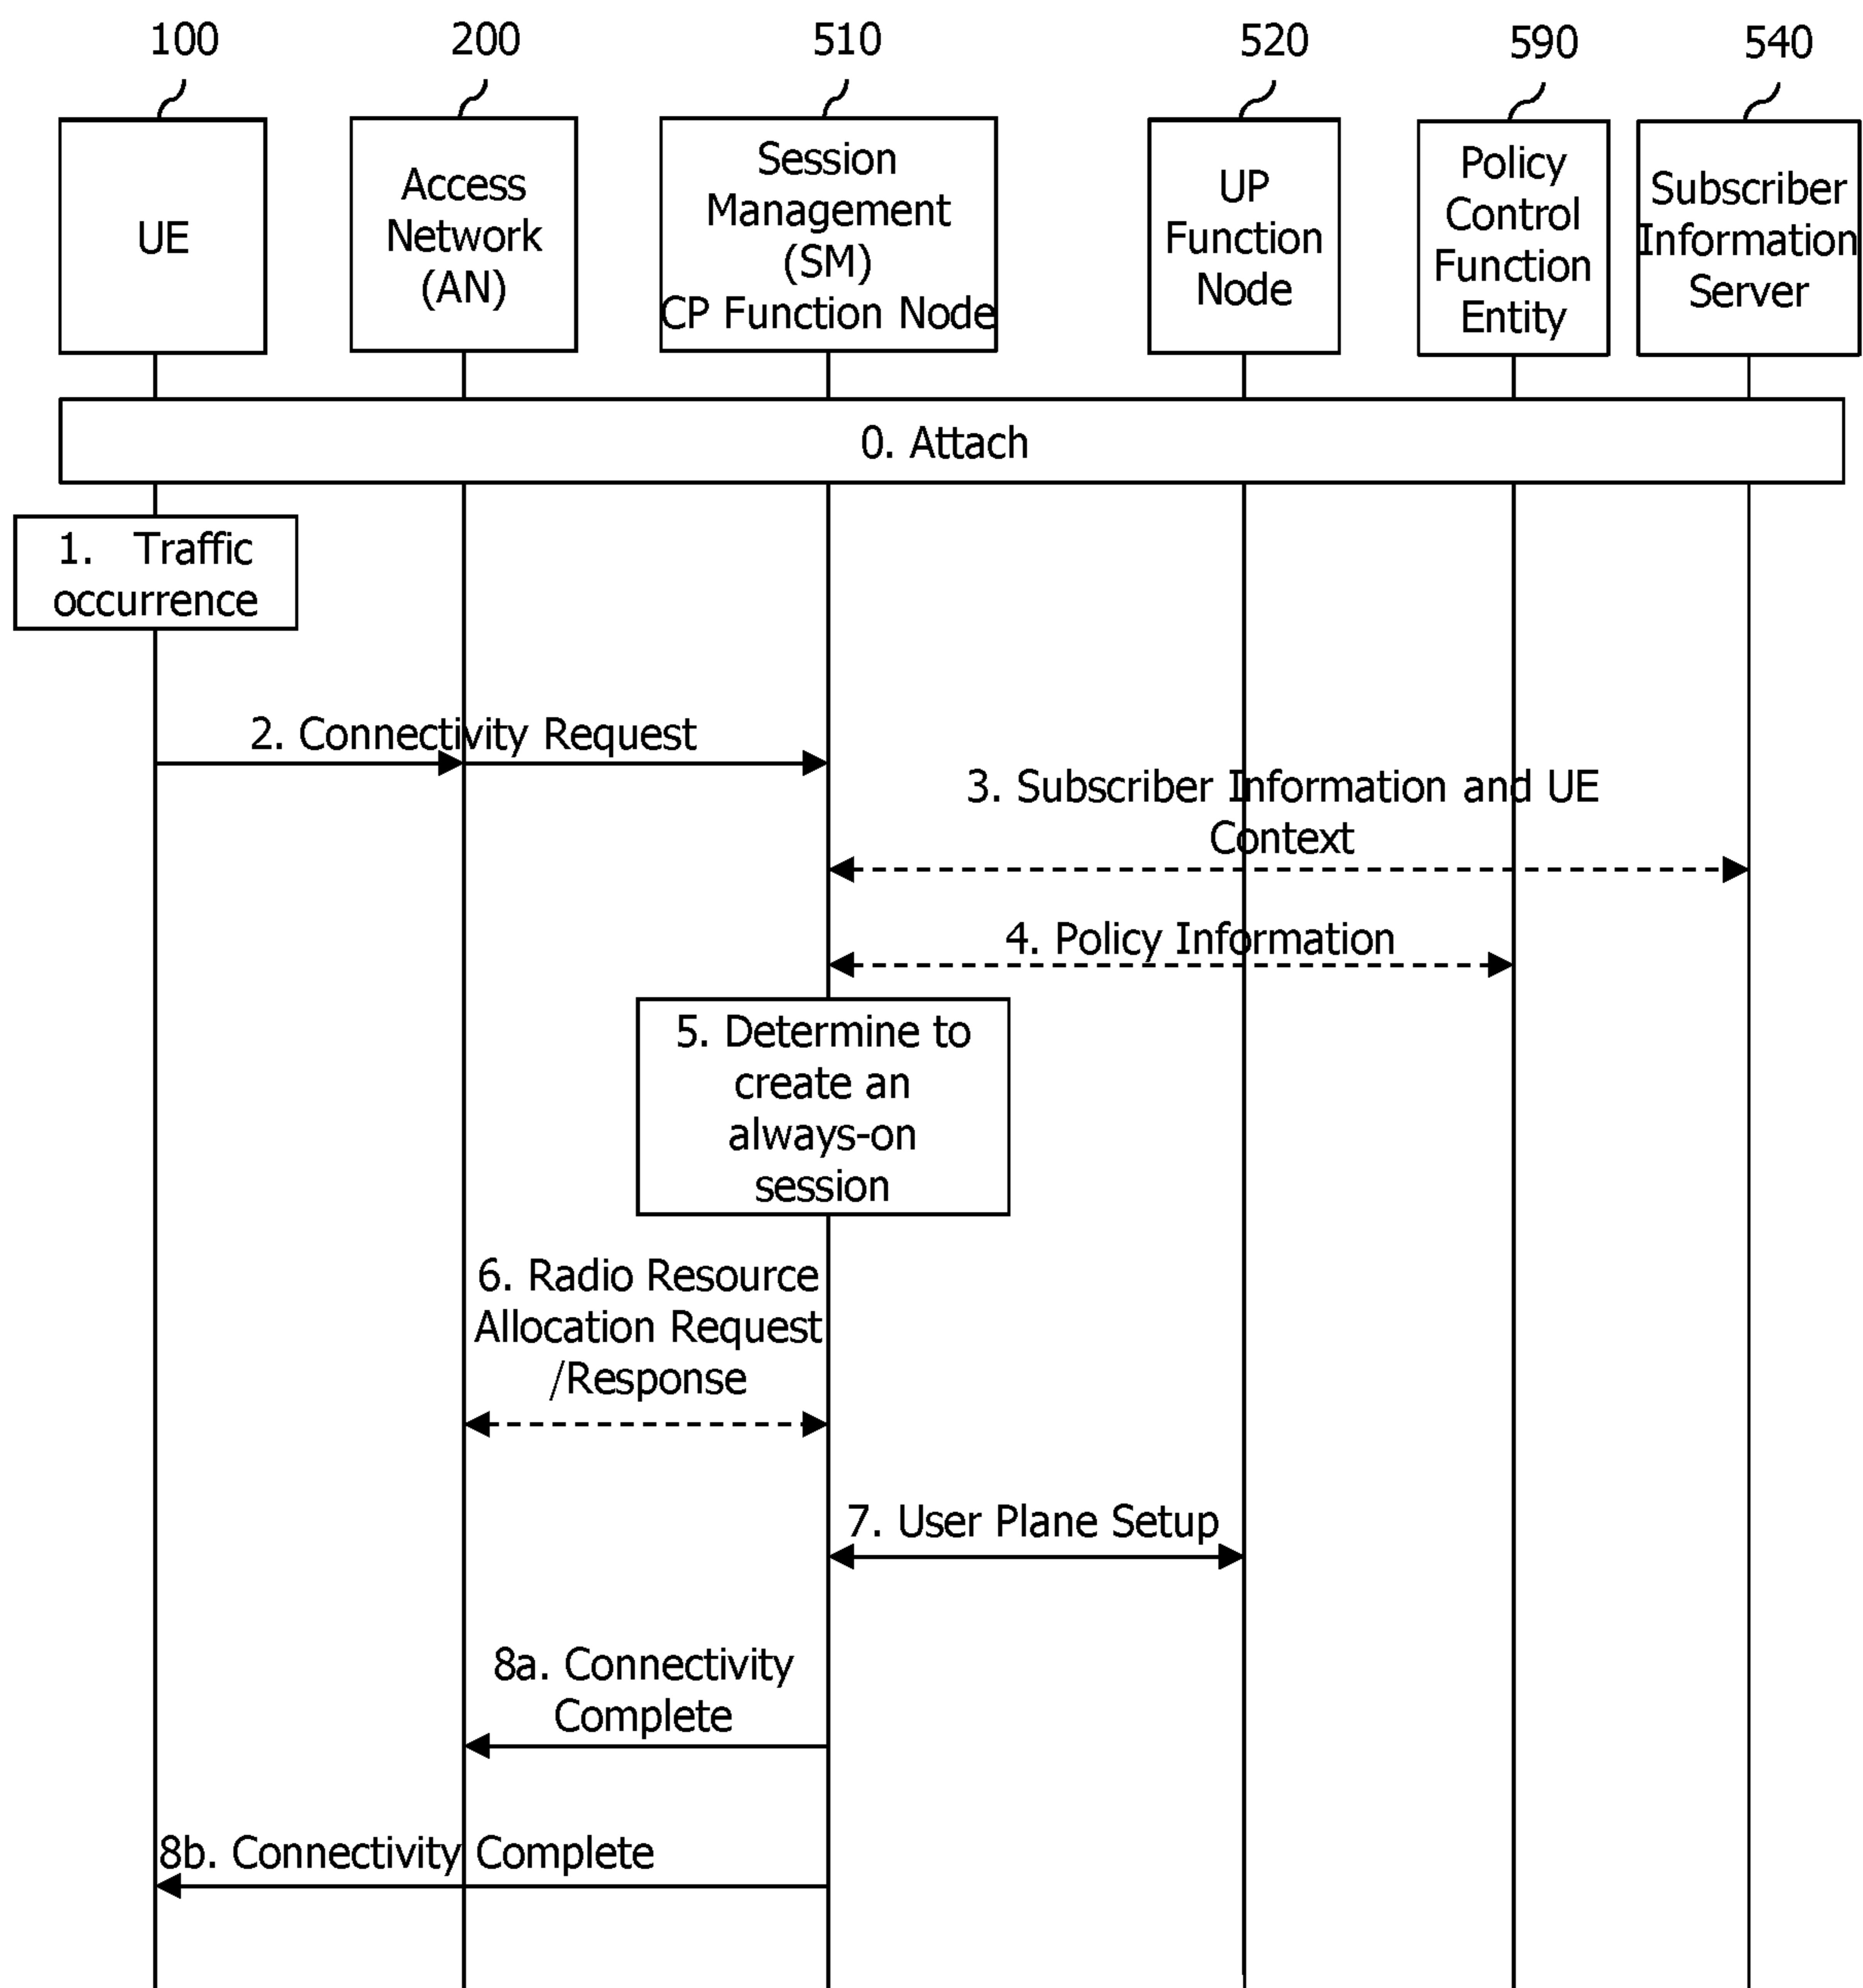 100
200
510
520
590
540
UE
Access
Network
(AN)
Session
Management
(SM)
CP Function Node
UP
Function
Node
Policy
Control
Function
Entity
Subscriber
Information
Server
0. Attach
1. Traffic
occurrence
2. Connectivity Request
3. Subscriber Information and UE
Context
4. Policy Information
5. Determine to
create an
always-on
session
6. Radio Resource
Allocation Request
/Response
7. User Plane Setup
8a. Connectivity
Complete
8b. Connectivity Complete